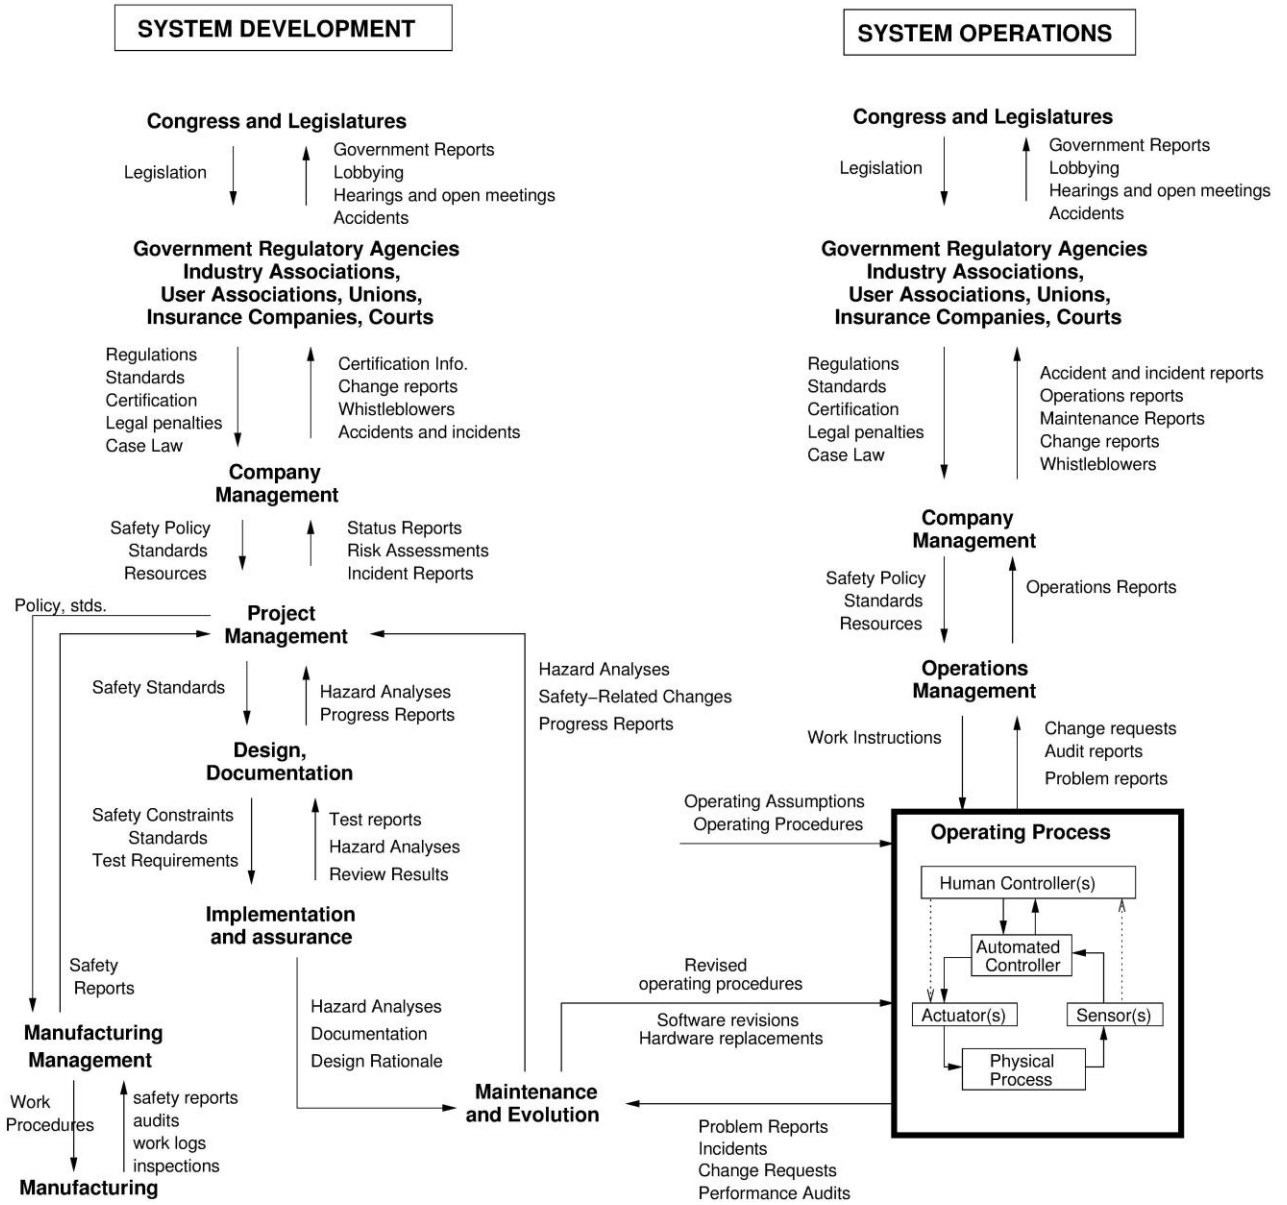 SYSTEM DEVELOPMENT
Congress and Legislatures
Legislation
Government Reports
Lobbying
Hearings and open meetings
Accidents
Government Regulatory Agencies
Industry Associations,
User Associations, Unions,
Insurance Companies, Courts
Regulations
Standards
Certification
Legal penalties
Case Law
Certification Info.
Change reports
Whistleblowers
Accidents and incidents
Company
Management
Safety Policy
Standards
Resources
Status Reports
Risk Assessments
Incident Reports
Policy, stds.
Project
Management
Safety Standards
Hazard Analyses
Progress Reports
Hazard Analyses
Safety–Related Changes
Progress Reports
Design,
Documentation
Safety Constraints
Standards
Test Requirements
Test reports
Hazard Analyses
Review Results
Implementation
and assurance
Safety
Reports
Hazard Analyses
Documentation
Design Rationale
Manufacturing
Management
Work
Procedures
safety reports
audits
work logs
inspections
Manufacturing
Maintenance
and Evolution
SYSTEM OPERATIONS
Congress and Legislatures
Legislation
Government Reports
Lobbying
Hearings and open meetings
Accidents
Government Regulatory Agencies
Industry Associations,
User Associations, Unions,
Insurance Companies, Courts
Regulations
Standards
Certification
Legal penalties
Case Law
Accident and incident reports
Operations reports
Maintenance Reports
Change reports
Whistleblowers
Company
Management
Safety Policy
Standards
Resources
Operations Reports
Operations
Management
Work Instructions
Change requests
Audit reports
Problem reports
Operating Assumptions
Operating Procedures
Operating Process
Human Controller(s)
Automated
Controller
Actuator(s)
Sensor(s)
Physical
Process
Revised
operating procedures
Software revisions
Hardware replacements
Problem Reports
Incidents
Change Requests
Performance Audits